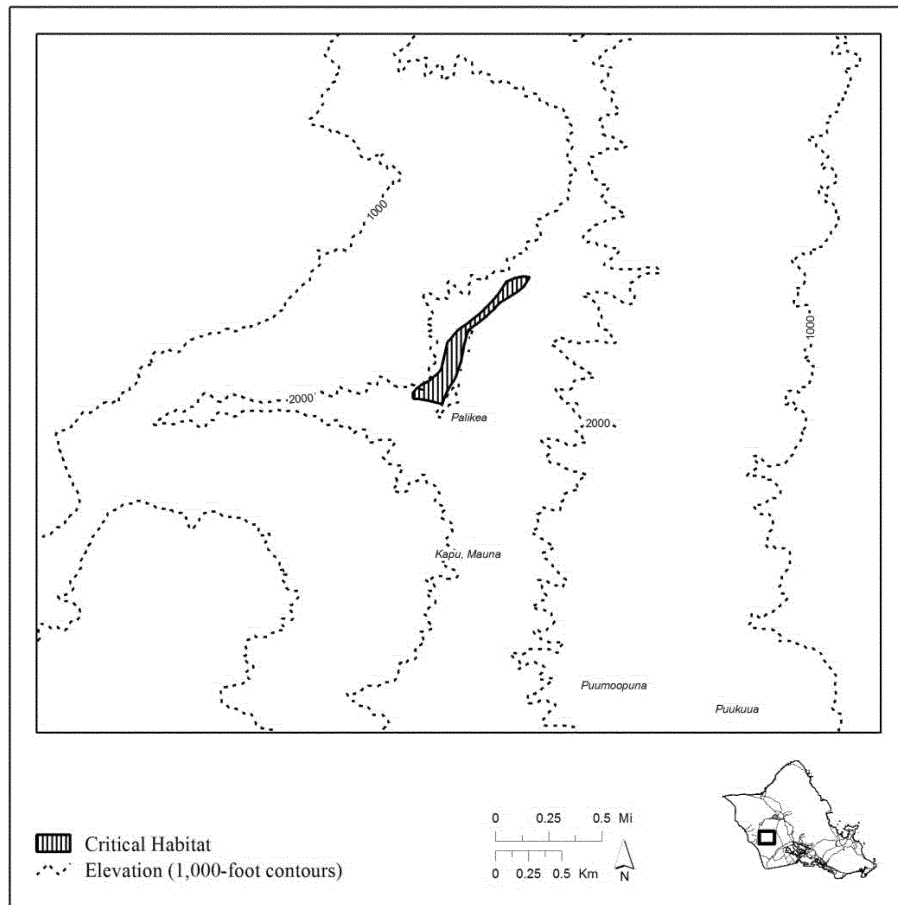 1000
1000
2000
Palikea
2000
Kapu, Mauna
Puumoopuna
Puukuua
Critical Habitat
Elevation (1,000-foot contours)
0 0.25 0.5 Mi
0 0.25 0.5 Km
N